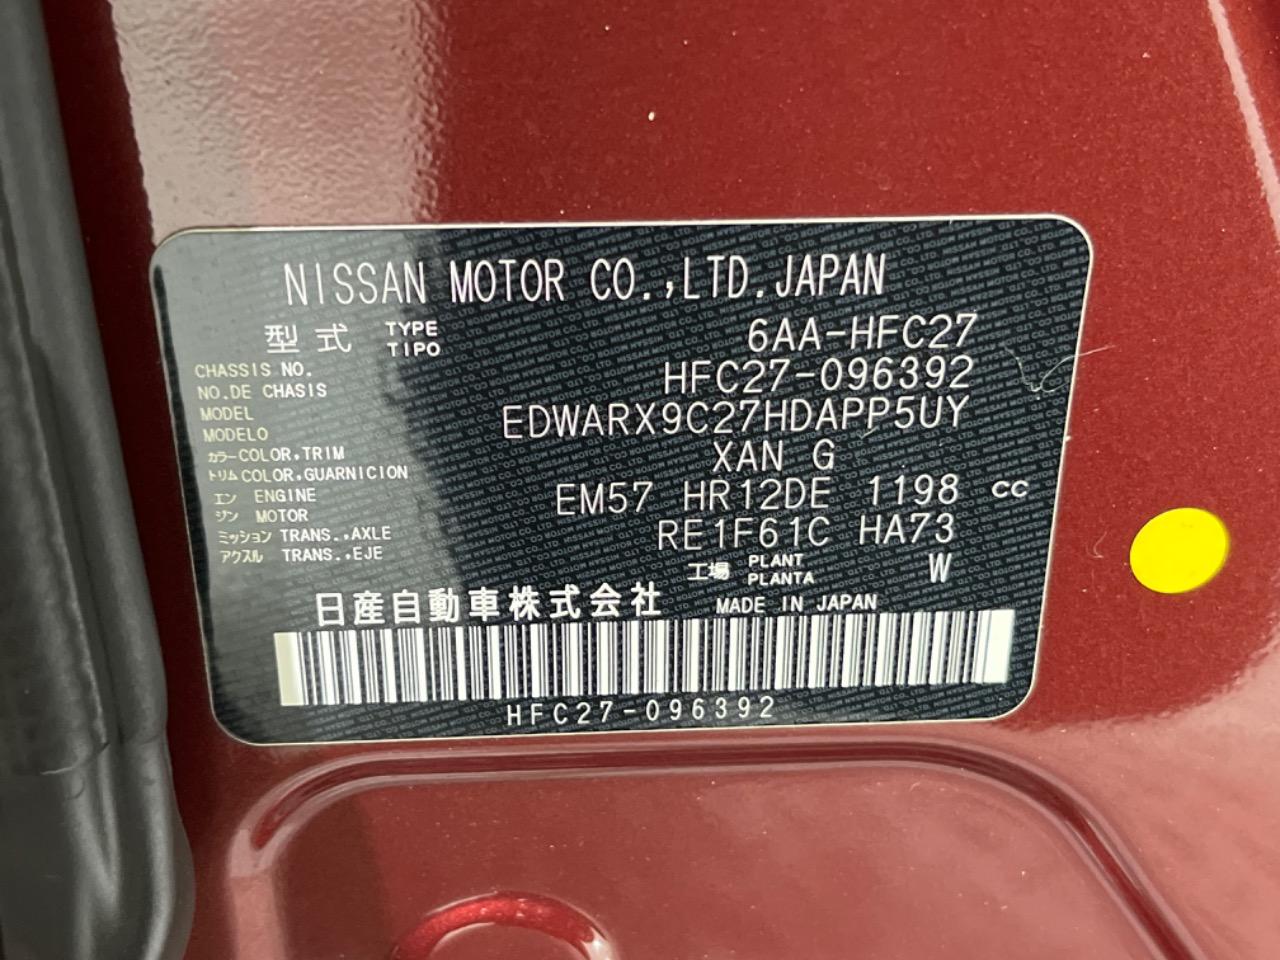 NISSAN MOTOR CO.,LTD.JAPAN
型式 TYPE TIPO 6AA-HFC27
CHASSIS NO.
NO.DE CHASIS HFC27-096392
MODEL
MODELO EDWARX9C27HDAPP5UY
カラー COLOR,TRIM
トリム COLOR,GUARNICION XAN G
エン ENGINE
ジン MOTOR EM57 HR12DE 1198 cc
ミッション TRANS.,AXLE
アクスル TRANS.,EJE RE1F61C HA73
工場 PLANT PLANTA W
日産自動車株式会社 MADE IN JAPAN
HFC27-096392